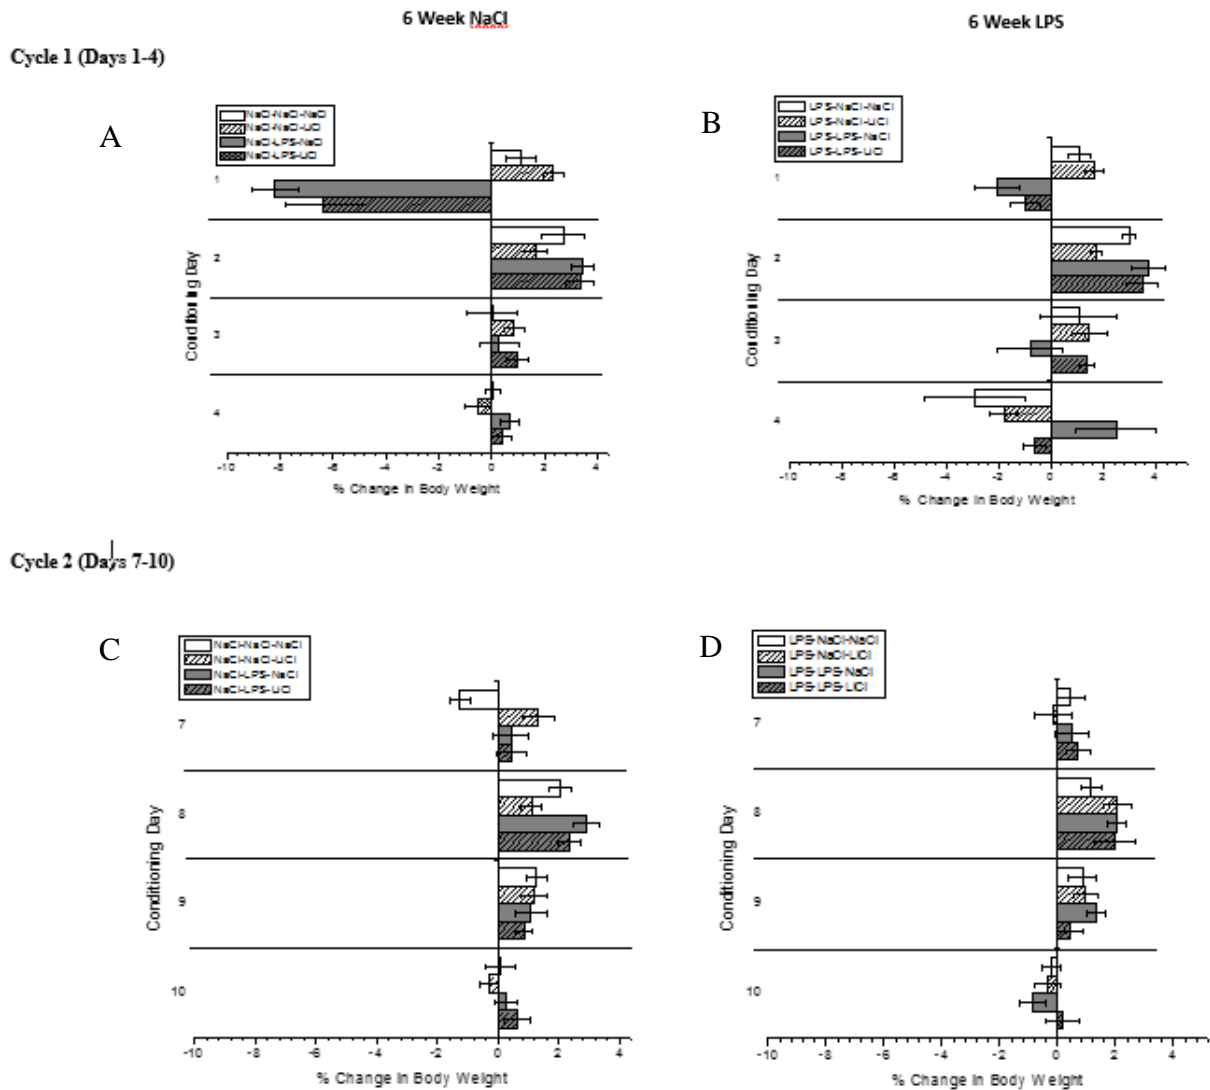 6 Week NaCl
6 Week LPS
Cycle 1 (Days 1-4)
A
NaCl-NaCl-NaCl
NaCl-NaCl-LiCl
NaCl-LPS-NaCl
NaCl-LPS-LiCl
Conditioning Day
1
2
3
4
-10 -8 -6 -4 -2 0 2 4
% Change in Body Weight
B
LPS-NaCl-NaCl
LPS-NaCl-LiCl
LPS-LPS-NaCl
LPS-LPS-LiCl
Conditioning Day
1
2
3
4
-10 -8 -6 -4 -2 0 2 4
% Change in Body Weight
Cycle 2 (Days 7-10)
C
NaCl-NaCl-NaCl
NaCl-NaCl-LiCl
NaCl-LPS-NaCl
NaCl-LPS-LiCl
Conditioning Day
7
8
9
10
-10 -8 -6 -4 -2 0 2 4
% Change in Body Weight
D
LPS-NaCl-NaCl
LPS-NaCl-LiCl
LPS-LPS-NaCl
LPS-LPS-LiCl
Conditioning Day
7
8
9
10
-10 -8 -6 -4 -2 0 2 4
% Change in Body Weight